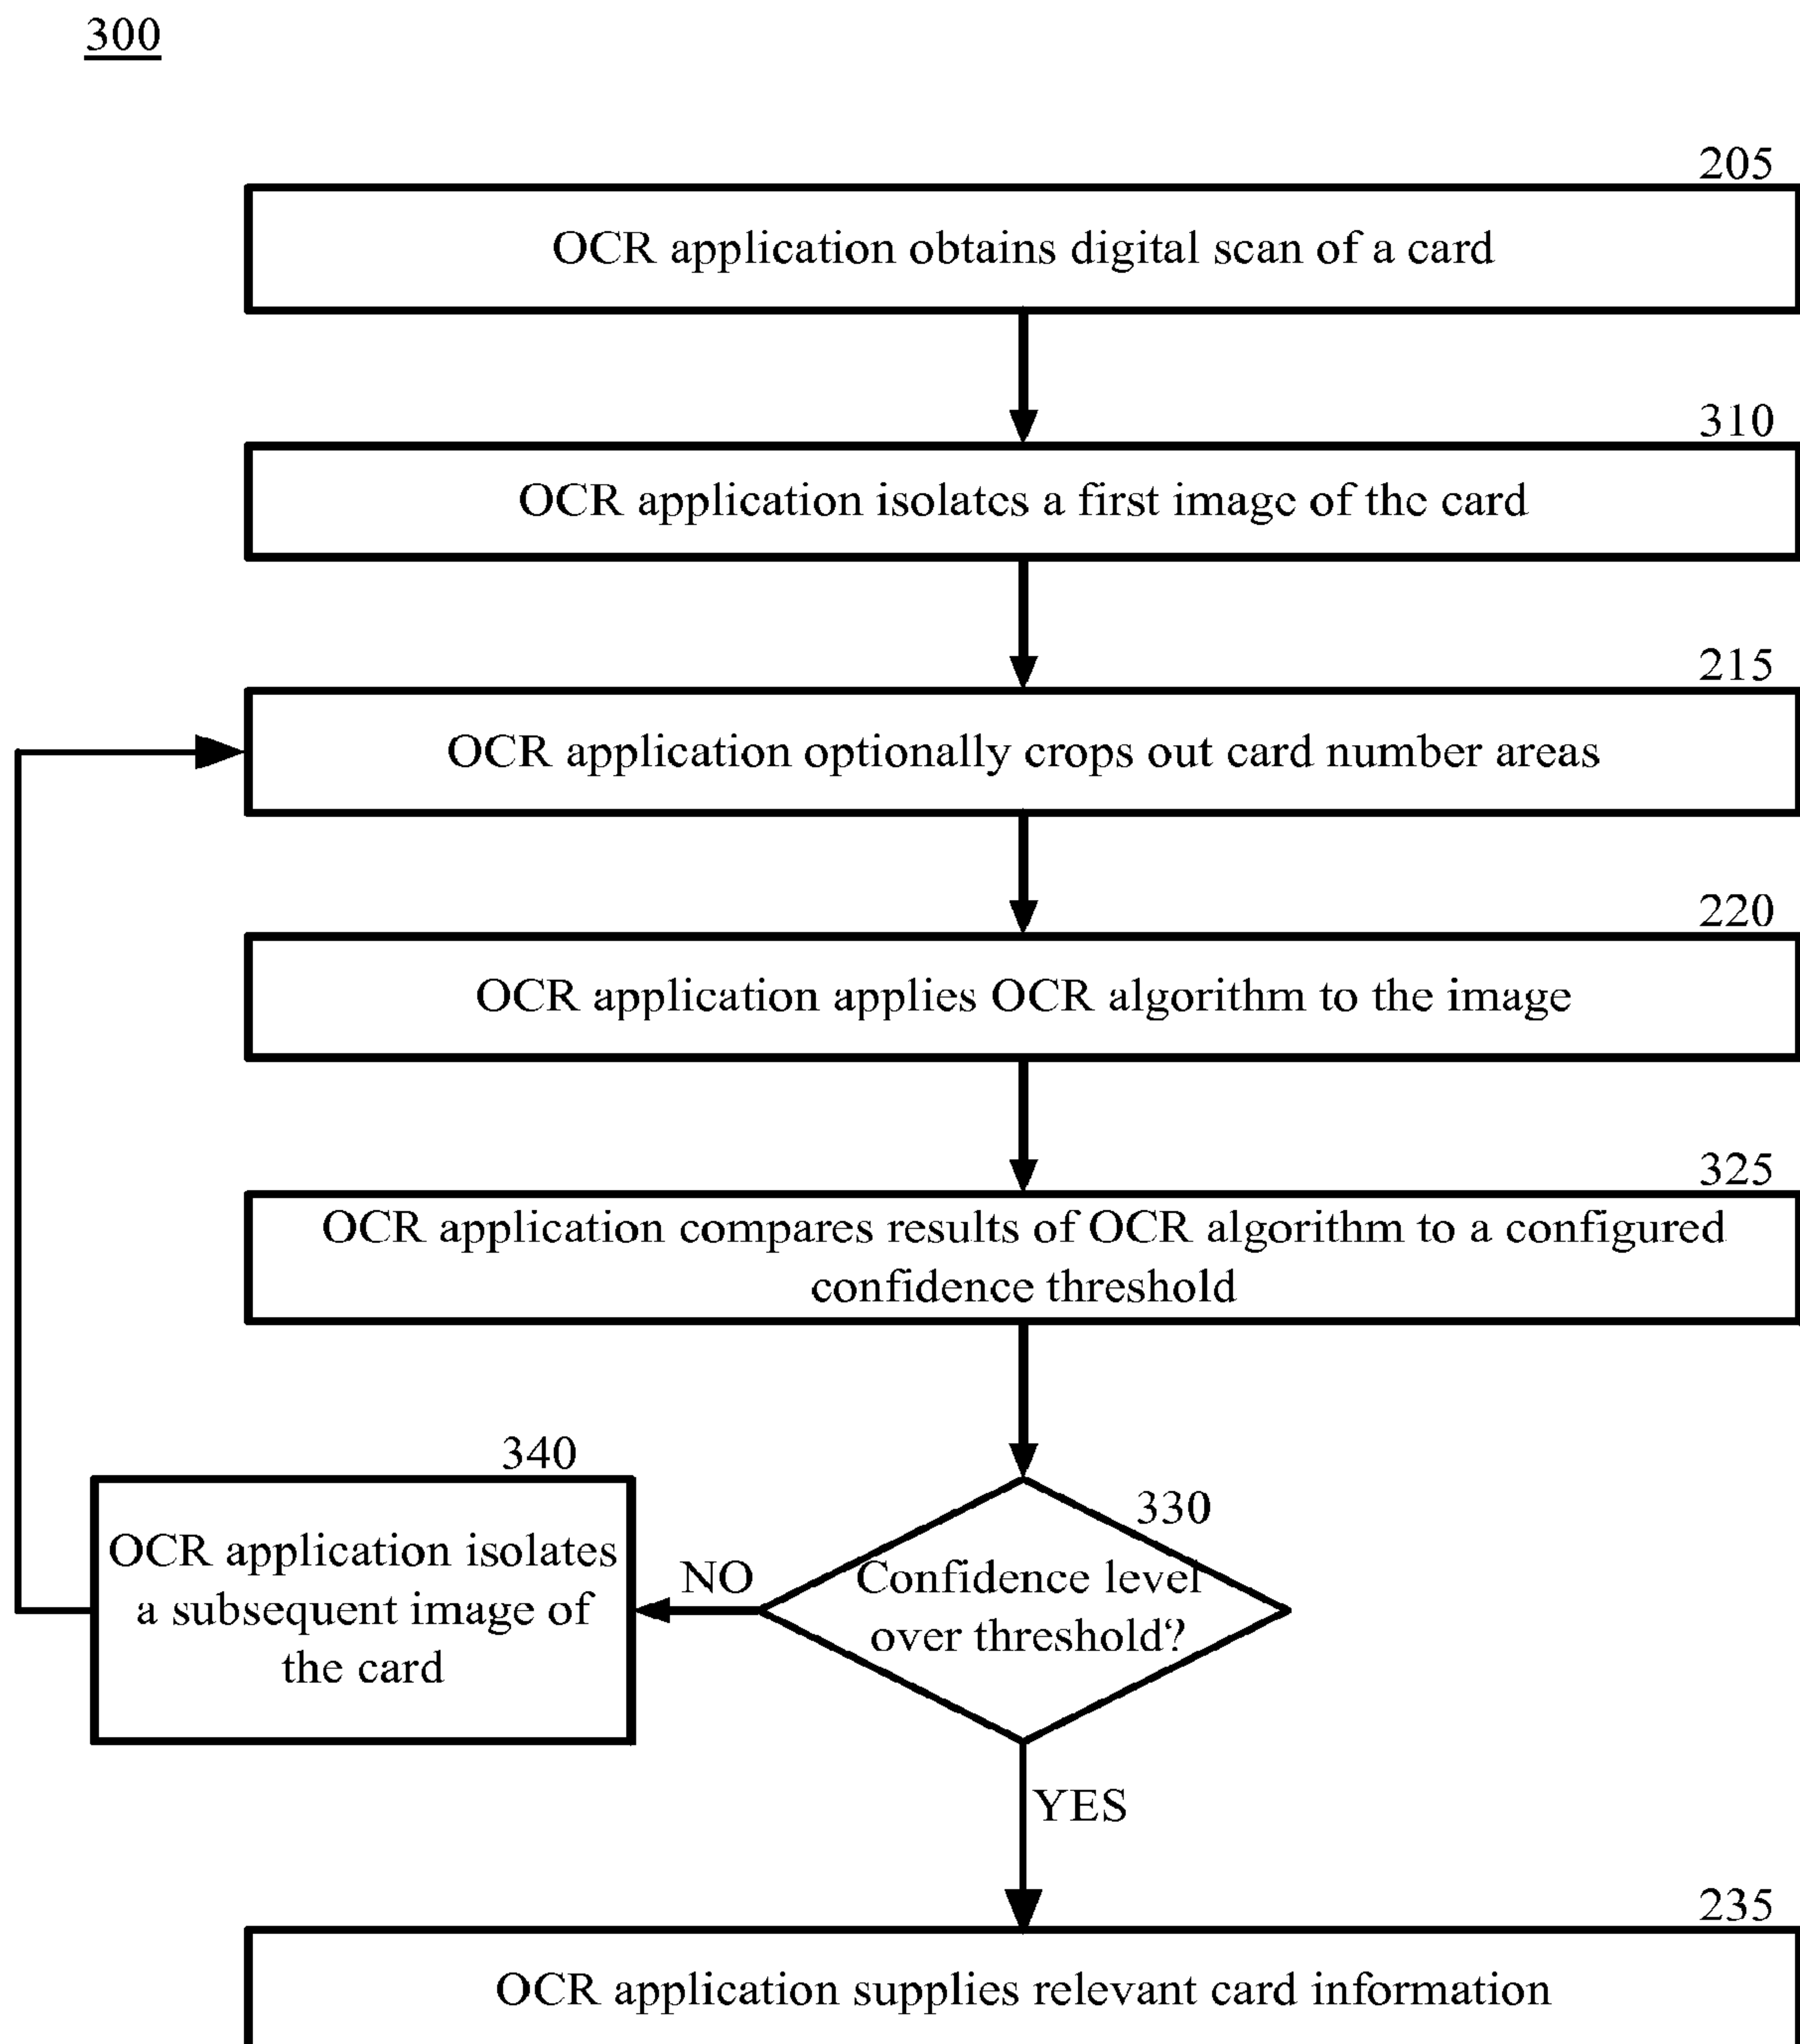 300
205
OCR application obtains digital scan of a card
310
OCR application isolates a first image of the card
215
OCR application optionally crops out card number areas
220
OCR application applies OCR algorithm to the image
325
OCR application compares results of OCR algorithm to a configured
confidence threshold
340
OCR application isolates
a subsequent image of
the card
NO
330
Confidence level
over threshold?
YES
235
OCR application supplies relevant card information